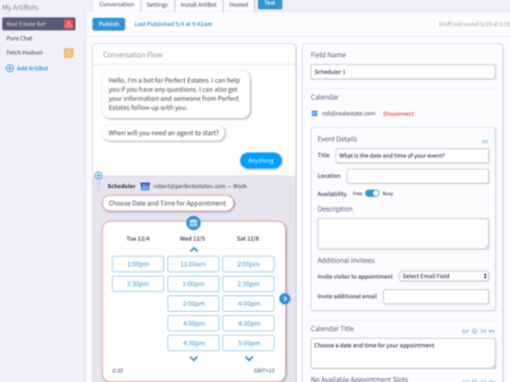 My ArtiBots
Conversation
Settings
Install ArtiBot
Hosted
Test
Real Estate Bot
Pure Chat
Fetch Hudson
Add ArtiBot
Publish
Last Published 5/4 at 9:41am
Draft last saved 8/29 at 1:05
Conversation Flow
Hello, I'm a bot for Perfect Estates. I can help
you if you have any questions. I can also get
your information and someone from Perfect
Estates follow up with you.
When will you need an agent to start?
Anything
Scheduler
robert@perfectestates.com — Work
Choose Date and Time for Appointment
Tue 12/4
Wed 12/5
Sat 12/8
1:00pm
11:00am
2:00pm
2:30pm
1:00pm
2:30pm
2:00pm
4:00pm
4:00pm
4:30pm
4:30pm
5:00pm
0:30
GMT+10
Field Name
Scheduler 1
Calendar
rob@realestate.com
Disconnect
Event Details
Title
What is the date and time of your event?
Location
Availability
Free
Busy
Description
Additional Invitees
Invite visitor to appointment
Select Email Field
Invite additional email
Calendar Title
Choose a date and time for your appointment
No Available Appointment Slots